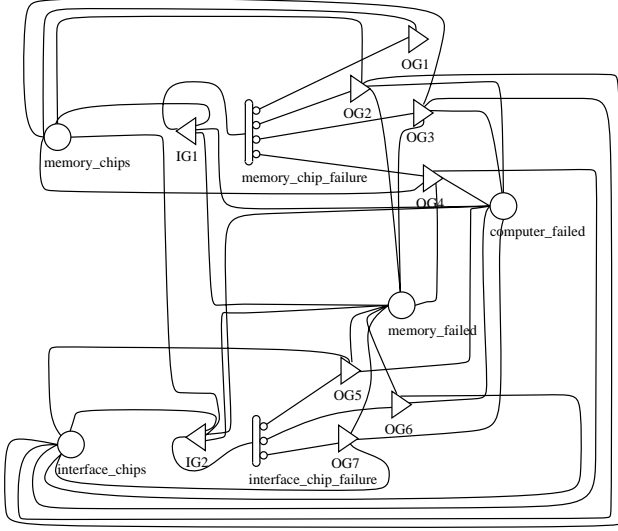 OG1
OG2
OG3
memory_chips
IG1
memory_chip_failure
OG4
computer_failed
memory_failed
OG5
OG6
interface_chips
IG2
OG7
interface_chip_failure